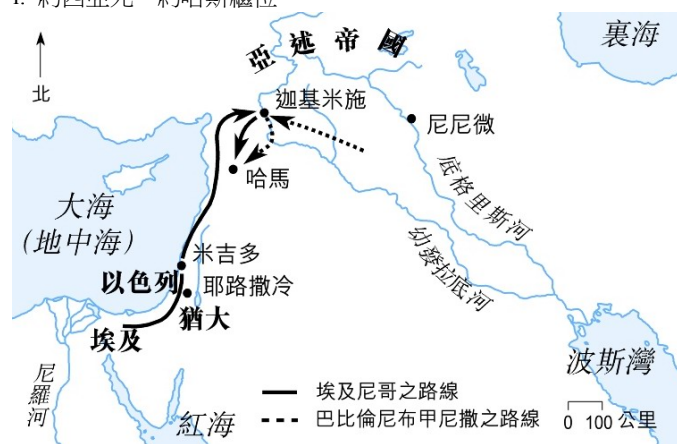 裏海
亞述帝國
北
迦基米施
尼尼微
哈馬
底格里斯河
大海
(地中海)
幼發拉底河
米吉多
以色列
耶路撒冷
猶大
埃及
波斯灣
尼羅河
紅海
埃及尼哥之路線
巴比倫尼布甲尼撒之路線
0 100 公里